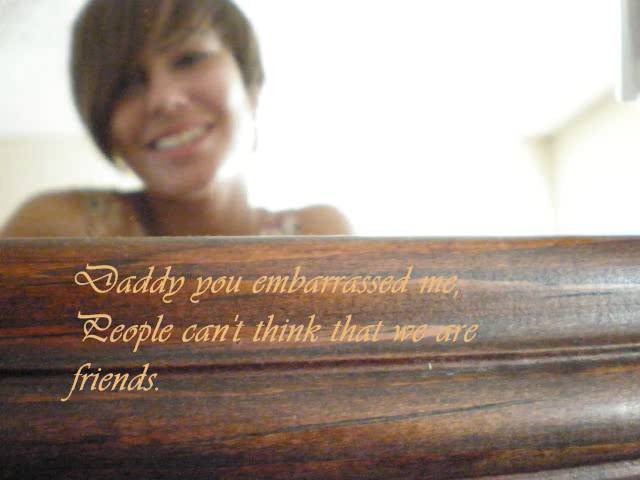 Daddy you embarrassed me,
People can't think that we are
friends.